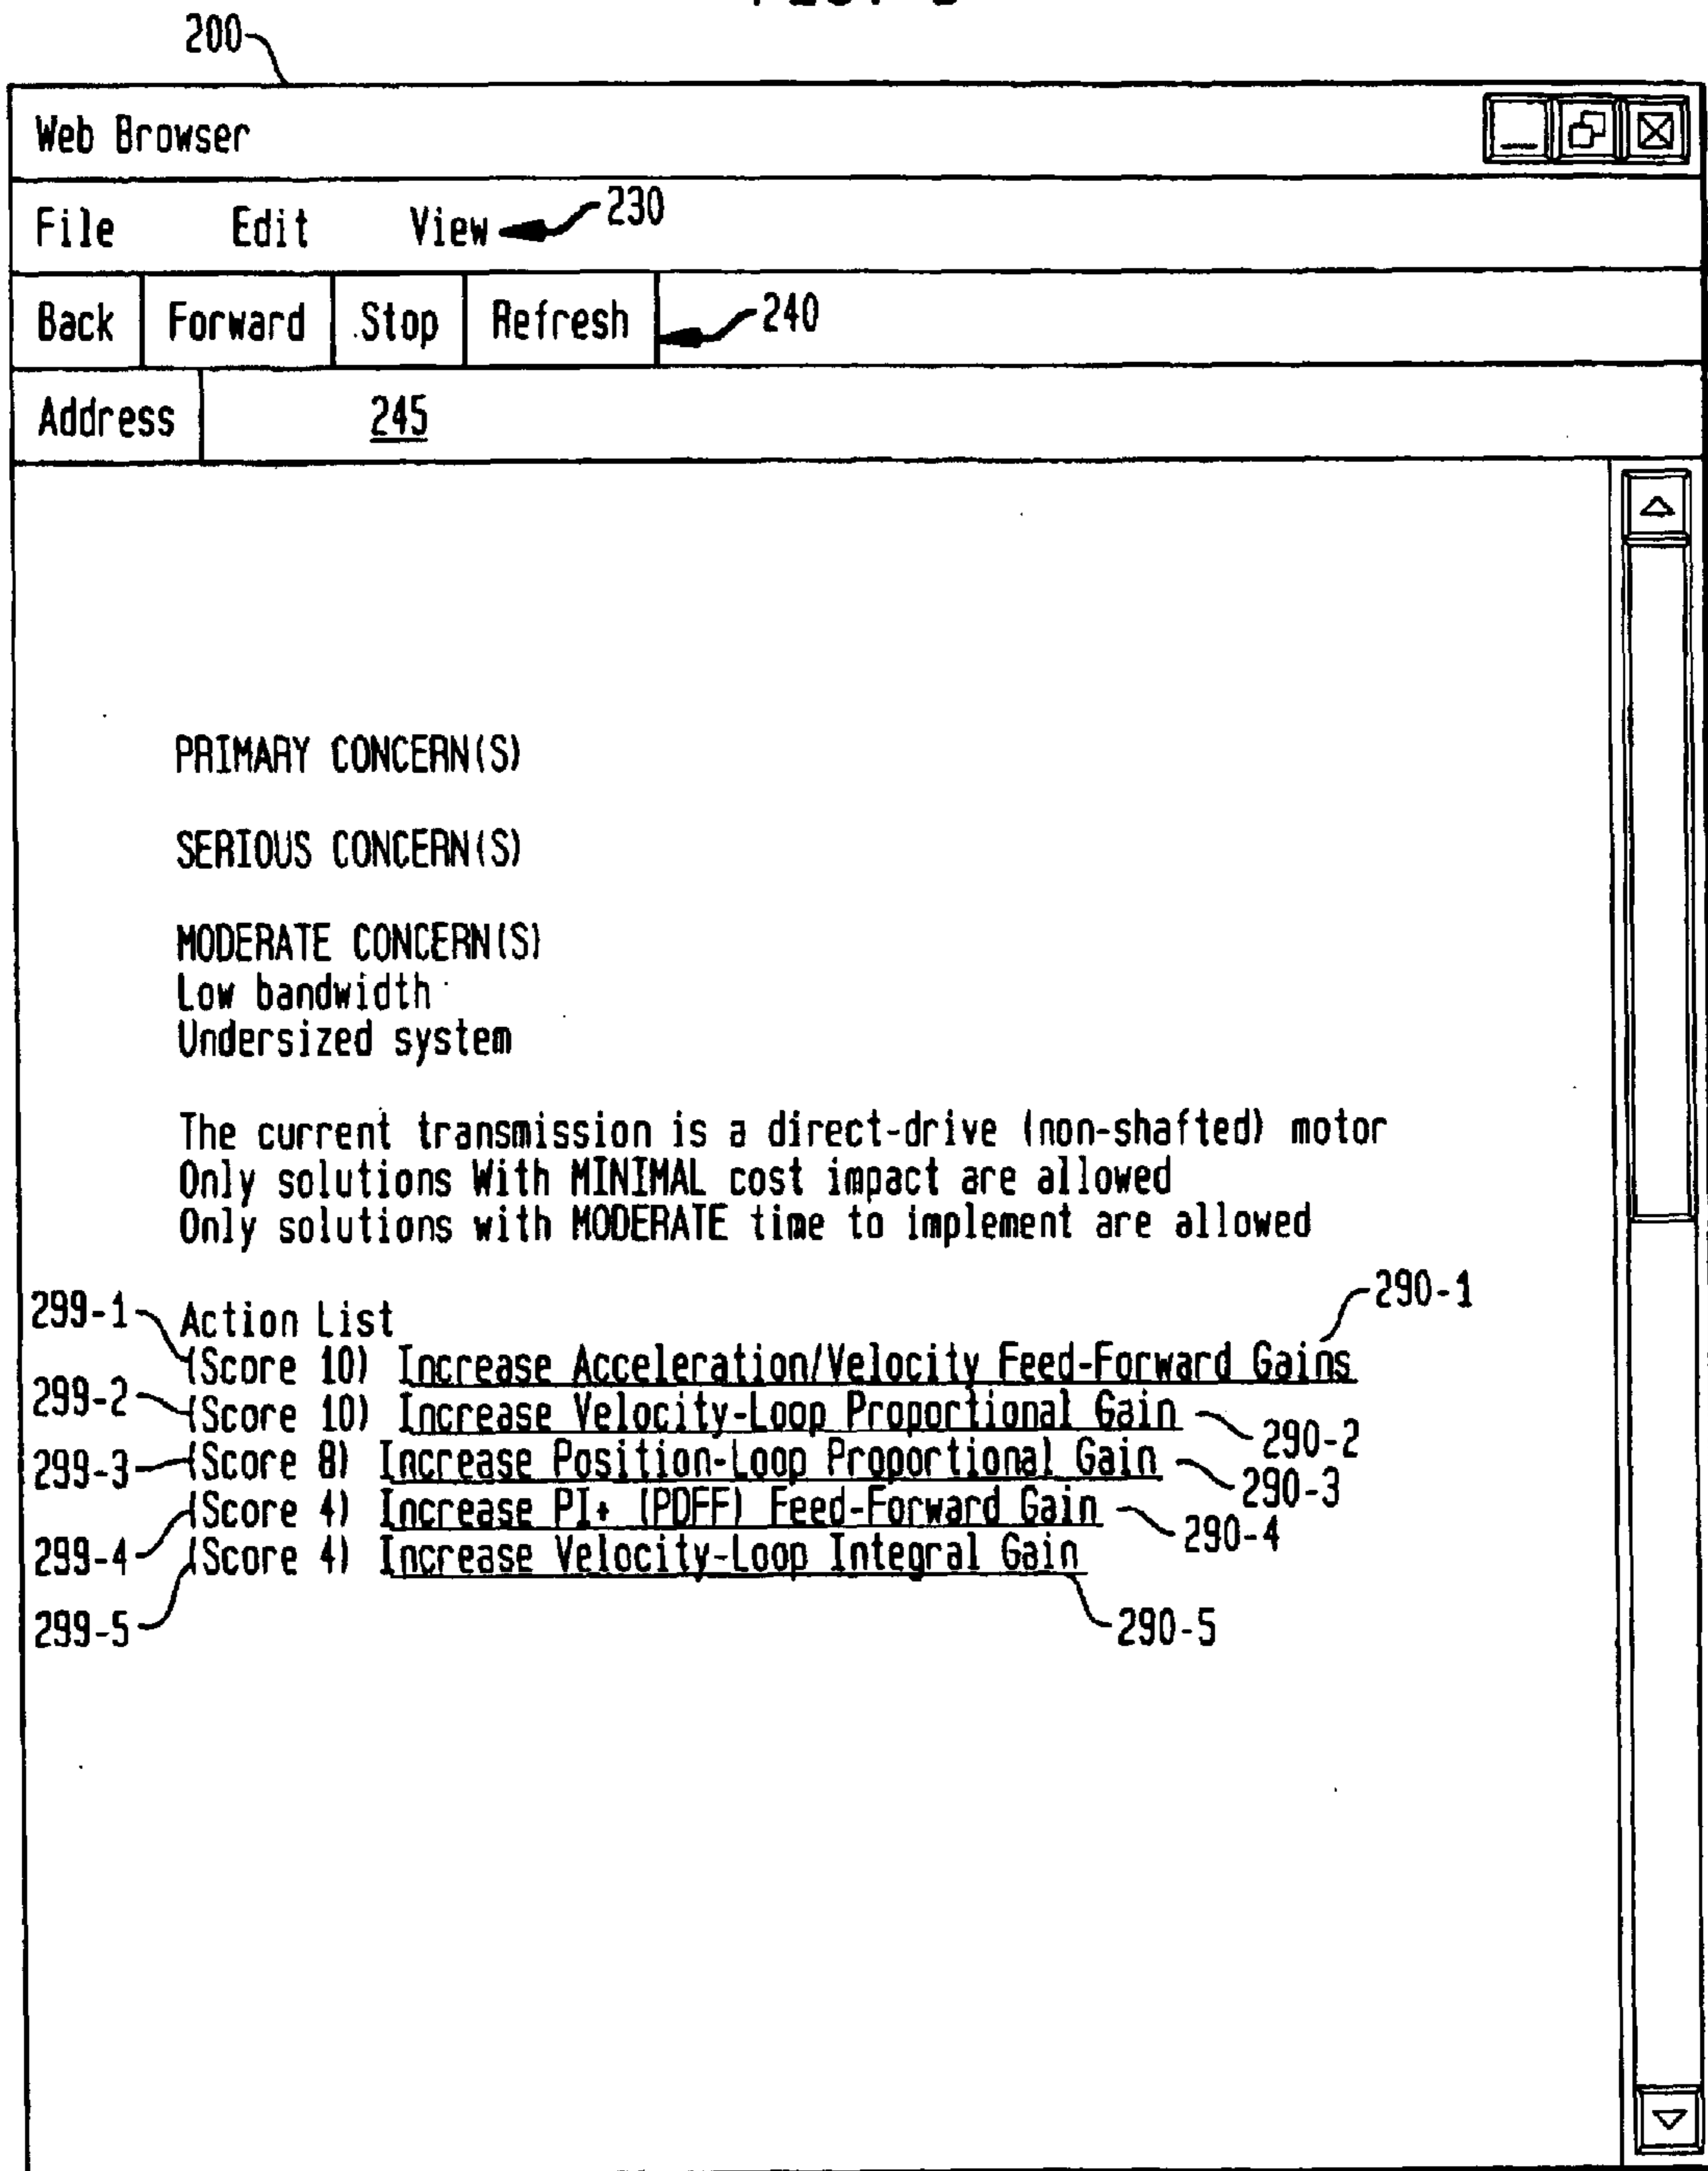 200
Web Browser
File Edit View 230
Back Forward Stop Refresh 240
Address 245
PRIMARY CONCERN(S)
SERIOUS CONCERN(S)
MODERATE CONCERN(S)
Low bandwidth
Undersized system
The current transmission is a direct-drive (non-shafted) motor
Only solutions With MINIMAL cost impact are allowed
Only solutions with MODERATE time to implement are allowed
290-1
299-1 Action List
(Score 10) Increase Acceleration/Velocity Feed-Forward Gains
299-2 (Score 10) Increase Velocity-Loop Proportional Gain 290-2
299-3 (Score 8) Increase Position-Loop Proportional Gain 290-3
(Score 4) Increase PI+ (PDFF) Feed-Forward Gain 290-4
299-4 (Score 4) Increase Velocity-Loop Integral Gain
299-5 290-5